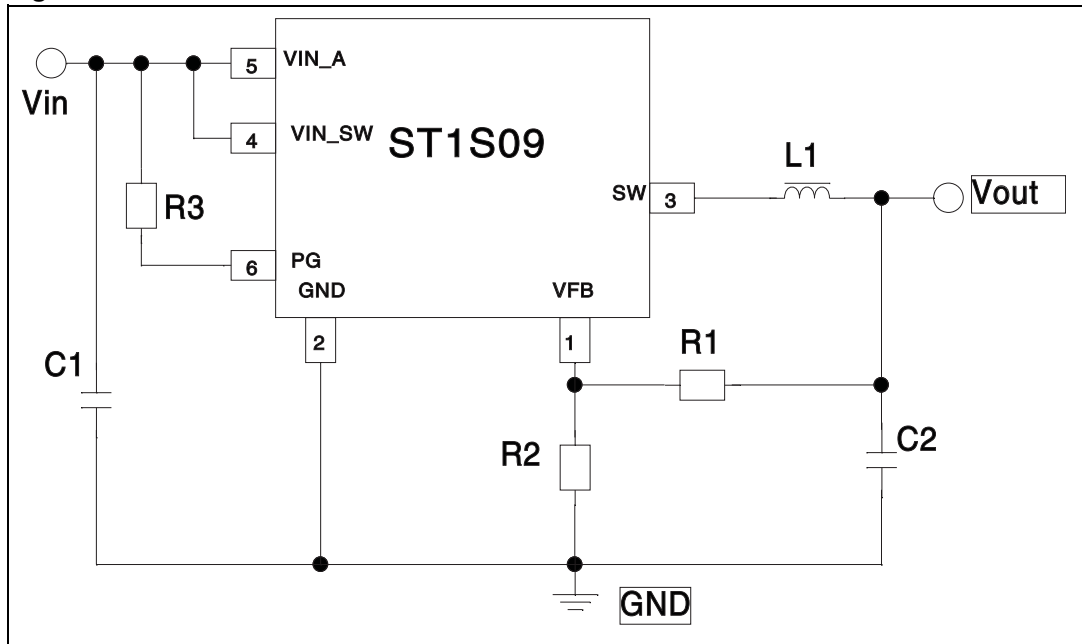 Vin
5
VIN_A
4
VIN_SW
ST1S09
L1
SW
3
Vout
R3
6
PG
GND
VFB
2
1
R1
C1
R2
C2
GND